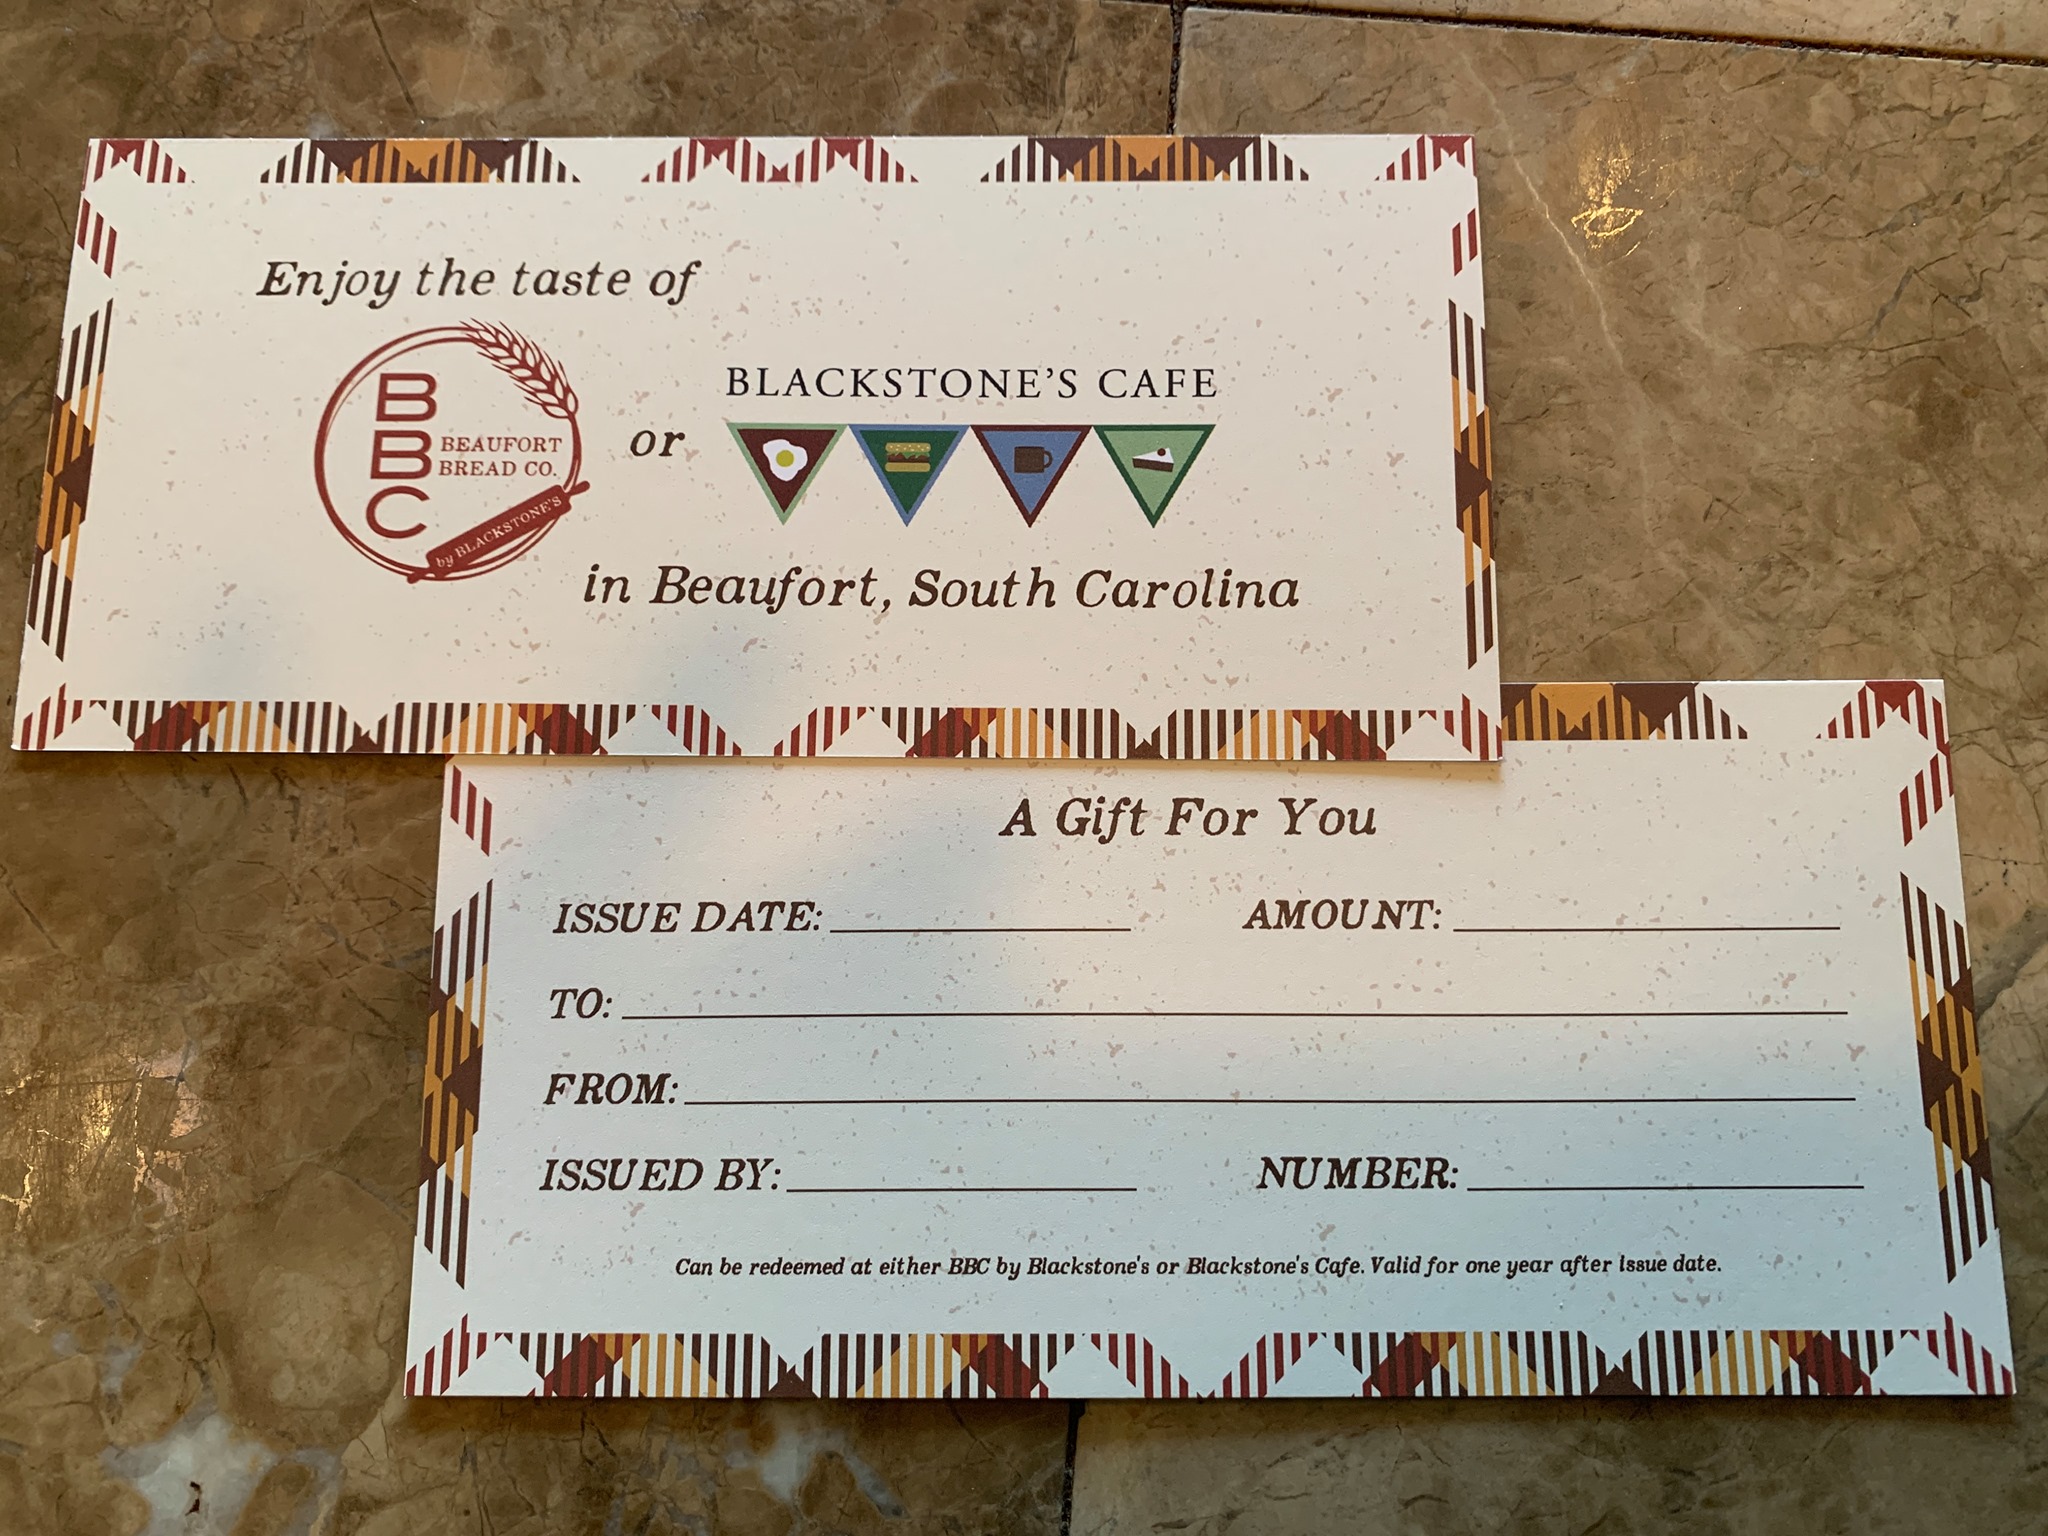 Enjoy the taste of
B
B
C
BEAUFORT
BREAD CO.
by BLACKSTONE'S
or
BLACKSTONE'S CAFE
in Beaufort, South Carolina
A Gift For You
ISSUE DATE: AMOUNT:
TO:
FROM:
ISSUED BY: NUMBER:
Can be redeemed at either BBC by Blackstone's or Blackstone's Cafe. Valid for one year after issue date.